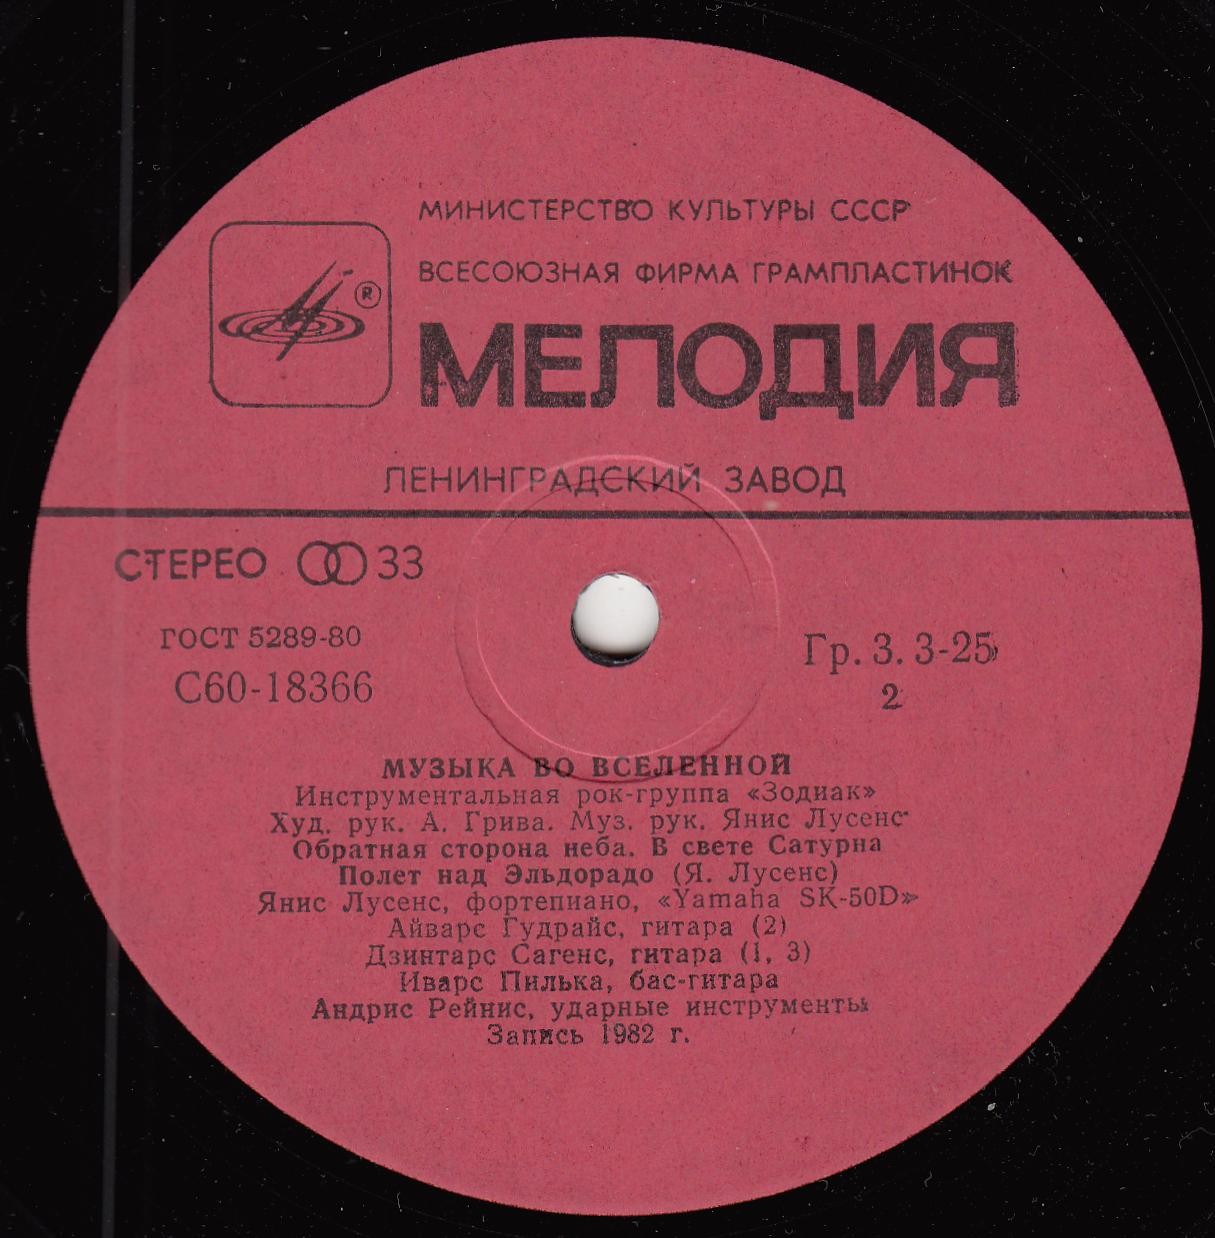 МИНИСТЕРСТВО КУЛЬТУРЫ СССР
ВСЕСОЮЗНАЯ ФИРМА ГРАМПЛАСТИНОК
®
МЕЛОДИЯ
ЛЕНИНГРАДСКИЙ ЗАВОД
СТЕРЕО 33
ГОСТ 5289-80
С60-18366
Гр. 3. 3-25
2
МУЗЫКА ВО ВСЕЛЕННОЙ
Инструментальная рок-группа «Зодиак»
Худ. рук. А. Грива. Муз. рук. Янис Лусенс
Обратная сторона неба. В свете Сатурна
Полет над Эльдорадо (Я. Лусенс)
Янис Лусенс, фортепиано, «Yamaha SK-50D»
Айварс Гудрайс, гитара (2)
Дзинтарс Сагенс, гитара (1, 3)
Иварс Пилька, бас-гитара
Андрис Рейнис, ударные инструменты
Запись 1982 г.